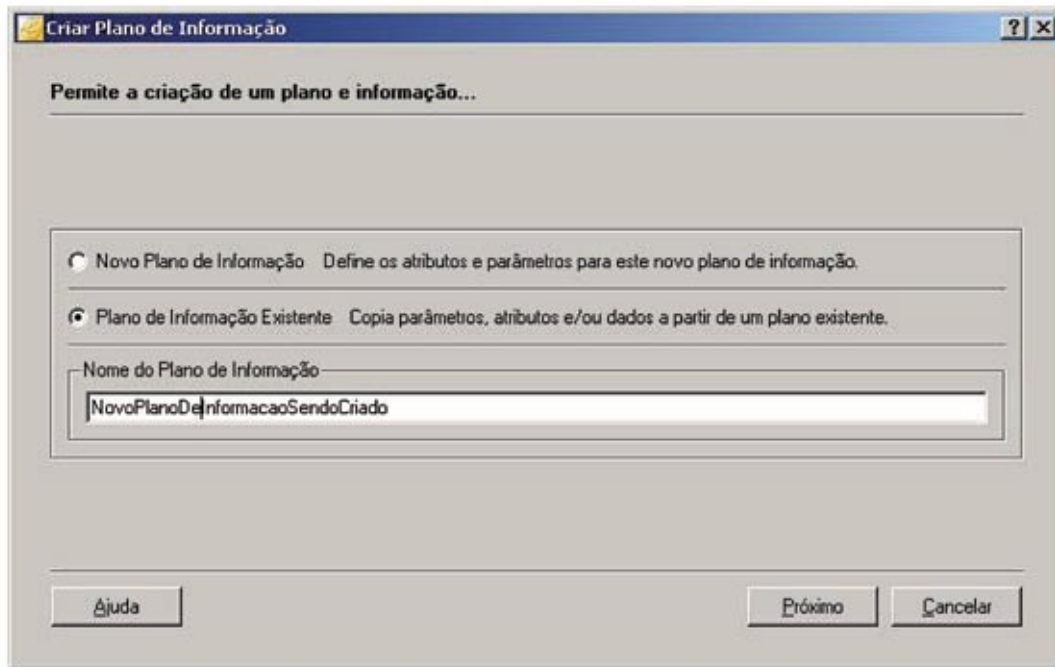 Criar Plano de Informação
Permite a criação de um plano e informação...
Novo Plano de Informação Define os atributos e parâmetros para este novo plano de informação.
Plano de Informação Existente Copia parâmetros, atributos e/ou dados a partir de um plano existente.
Nome do Plano de Informação
NovoPlanoDeInformacaoSendoCriado
Ajuda Próximo Cancelar